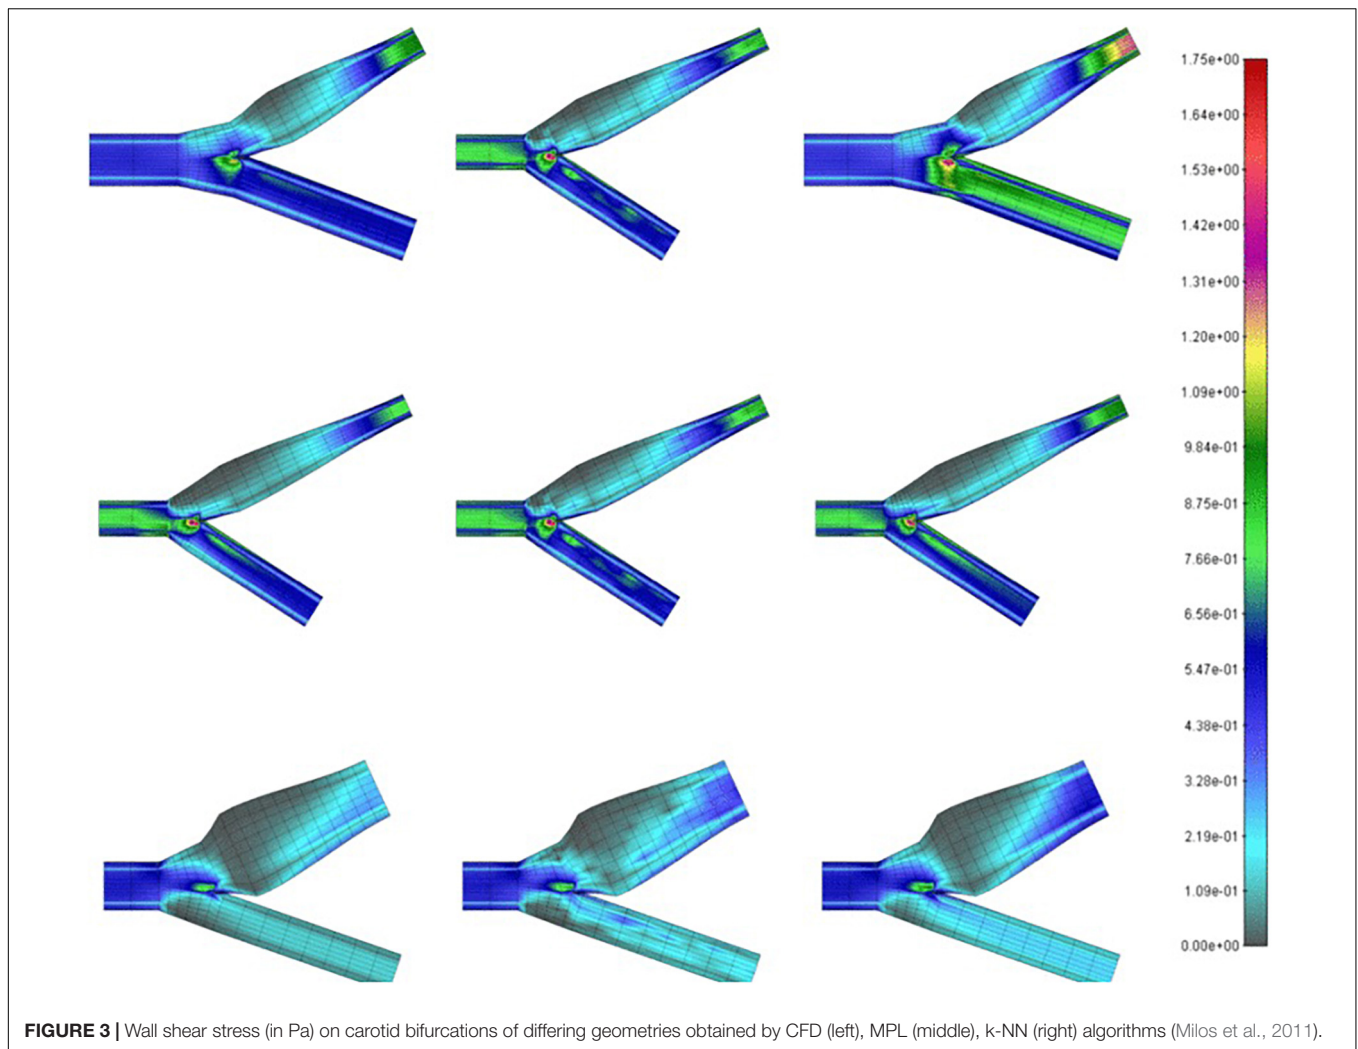 1.75e+00
1.64e+00
1.53e+00
1.42e+00
1.31e+00
1.20e+00
1.09e+00
9.84e-01
8.75e-01
7.66e-01
6.56e-01
5.47e-01
4.38e-01
3.28e-01
2.19e-01
1.09e-01
0.00e+00
FIGURE 3 | Wall shear stress (in Pa) on carotid bifurcations of differing geometries obtained by CFD (left), MPL (middle), k-NN (right) algorithms (Milos et al., 2011).